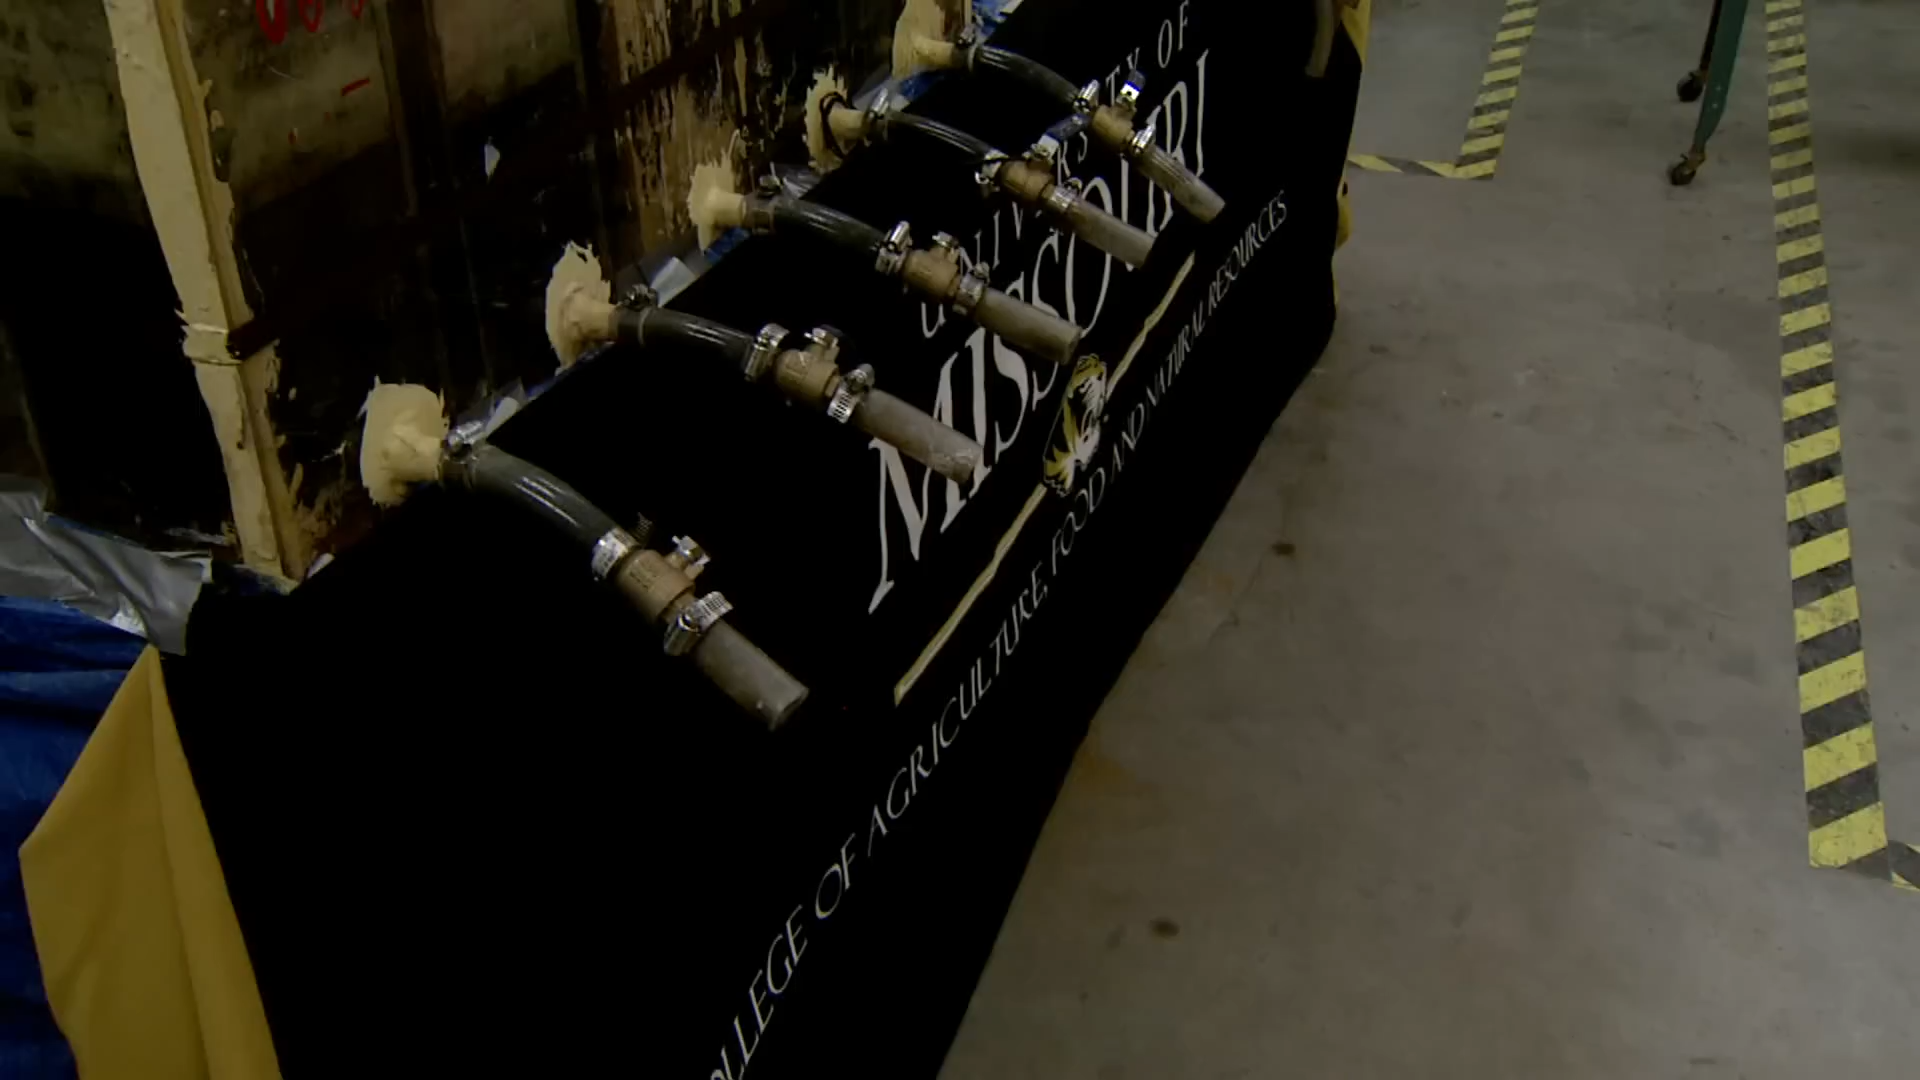 UNIVERSITY OF
MISSOURI
COLLEGE OF AGRICULTURE, FOOD AND NATURAL RESOURCES